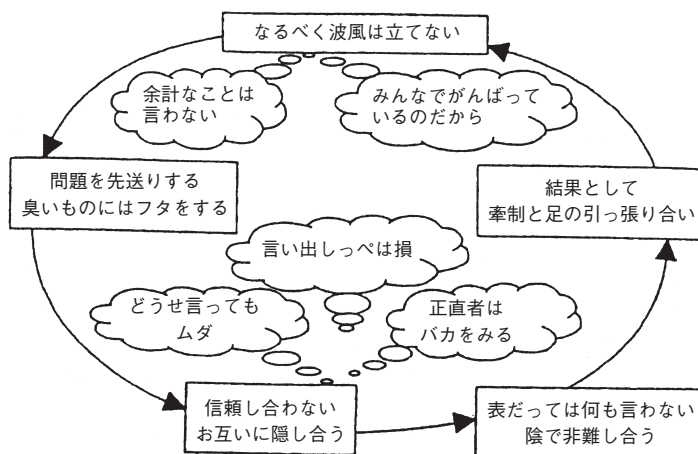 なるべく波風は立てない
余計なことは
言わない
みんなでがんばって
いるのだから
問題を先送りする
臭いものにはフタをする
結果として
牽制と足の引っ張り合い
言い出しっぺは損
どうせ言っても
ムダ
正直者は
バカをみる
信頼し合わない
お互いに隠し合う
表だっては何も言わない
陰で非難し合う